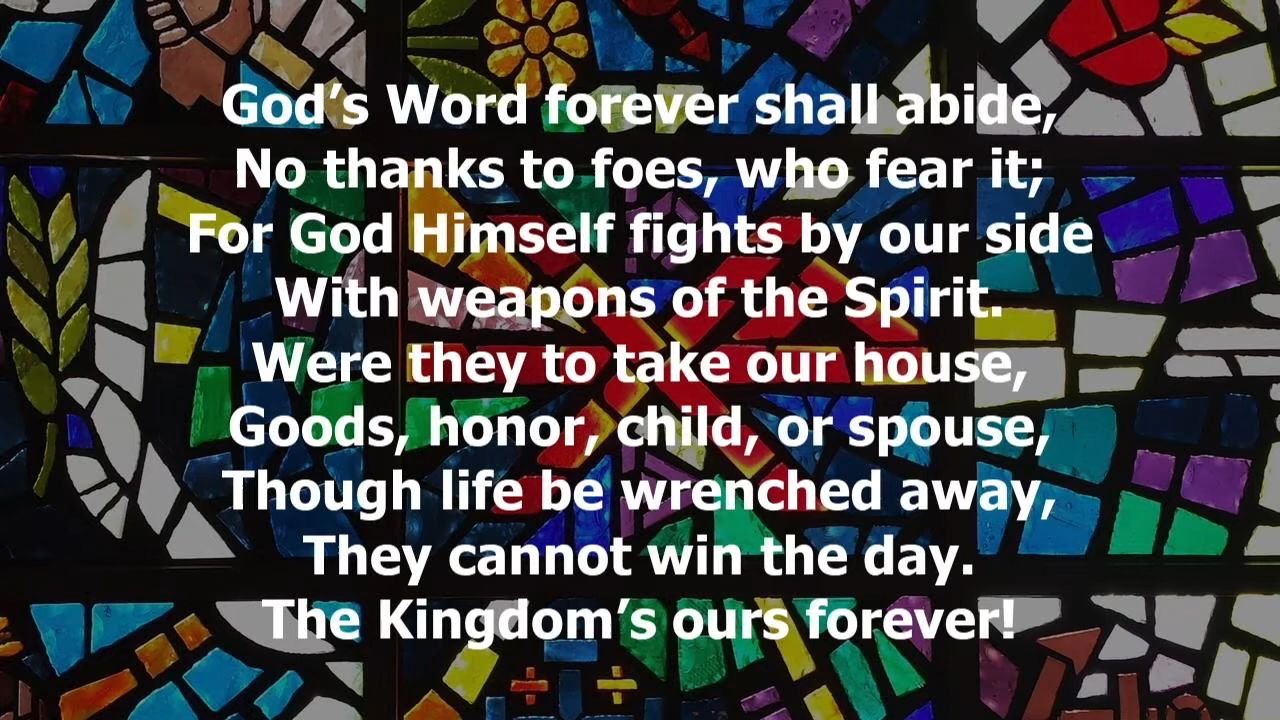 God’s Word forever shall abide,
No thanks to foes, who fear it;
For God Himself fights by our side
With weapons of the Spirit.
Were they to take our house,
Goods, honor, child, or spouse,
Though life be wrenched away,
They cannot win the day.
The Kingdom’s ours forever!